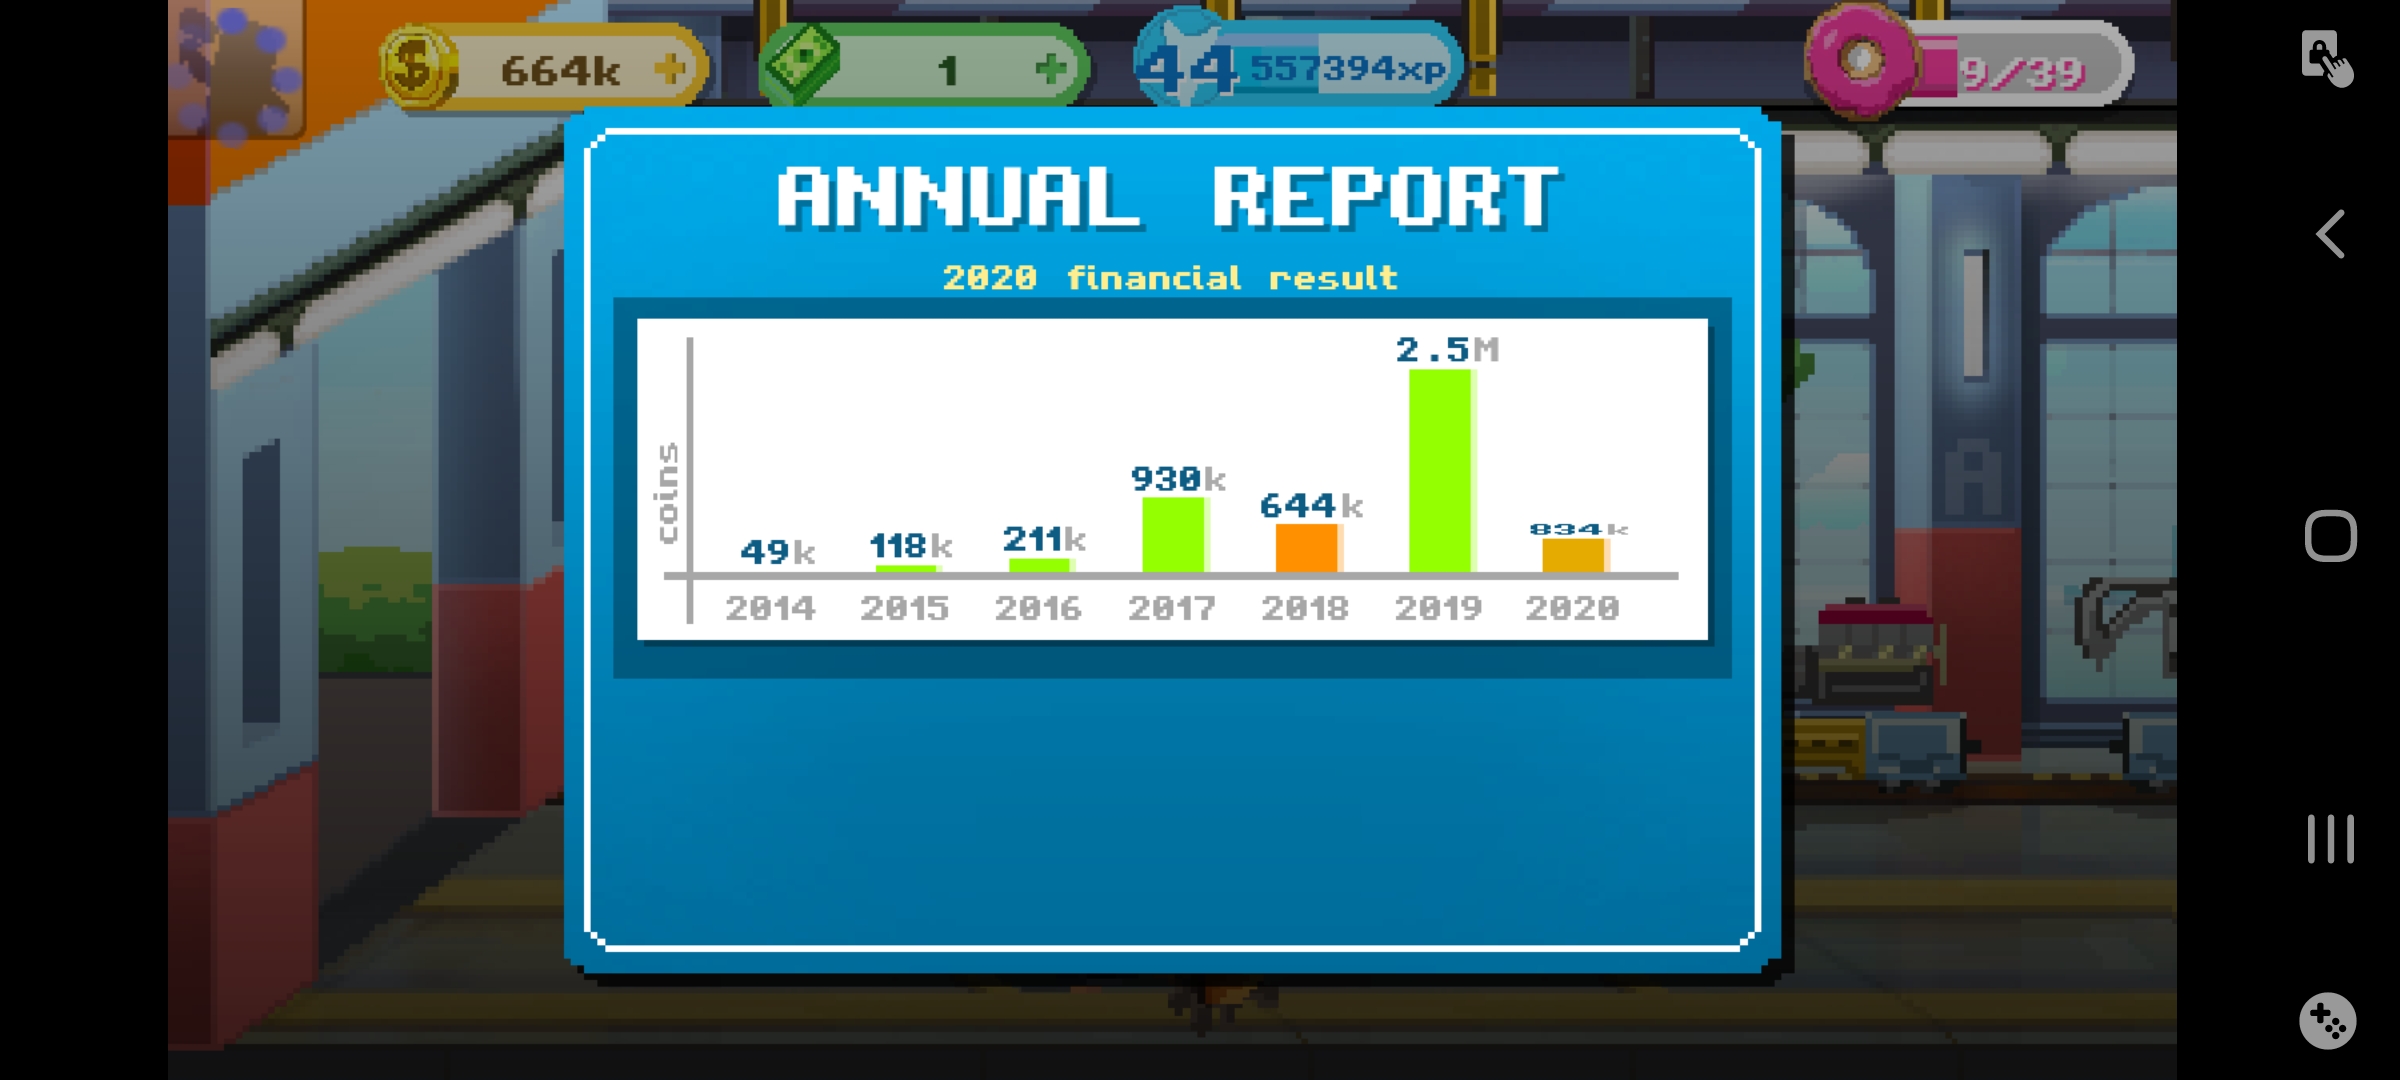 664k
1
44 557394xp
9/39
ANNUAL REPORT
2020 financial result
coins
49k
118k
211k
930k
644k
2.5M
834k
2014 2015 2016 2017 2018 2019 2020
A